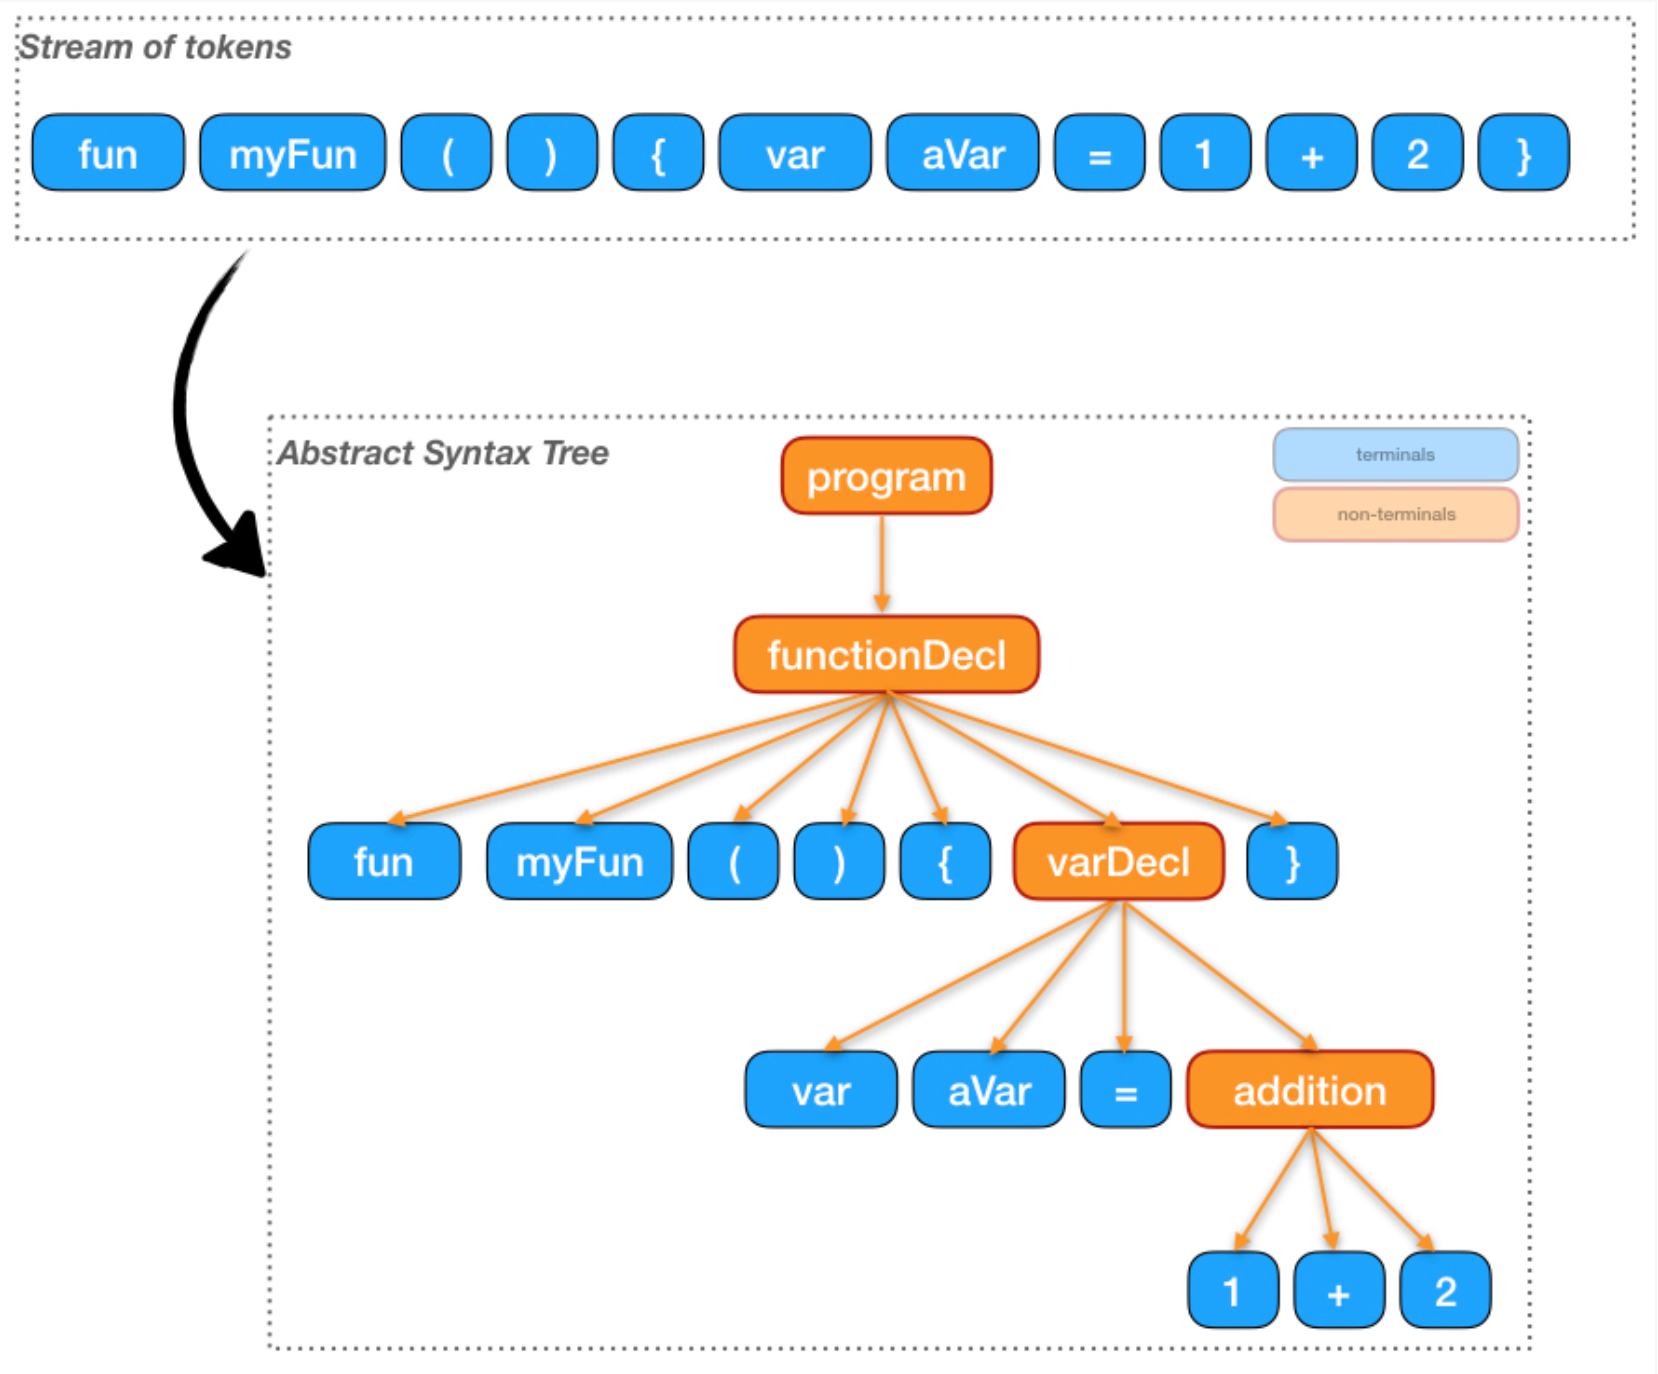 Stream of tokens
fun myFun ( ) { var aVar = 1 + 2 }
Abstract Syntax Tree
terminals
non-terminals
program
functionDecl
fun myFun ( ) { varDecl }
var aVar = addition
1 + 2